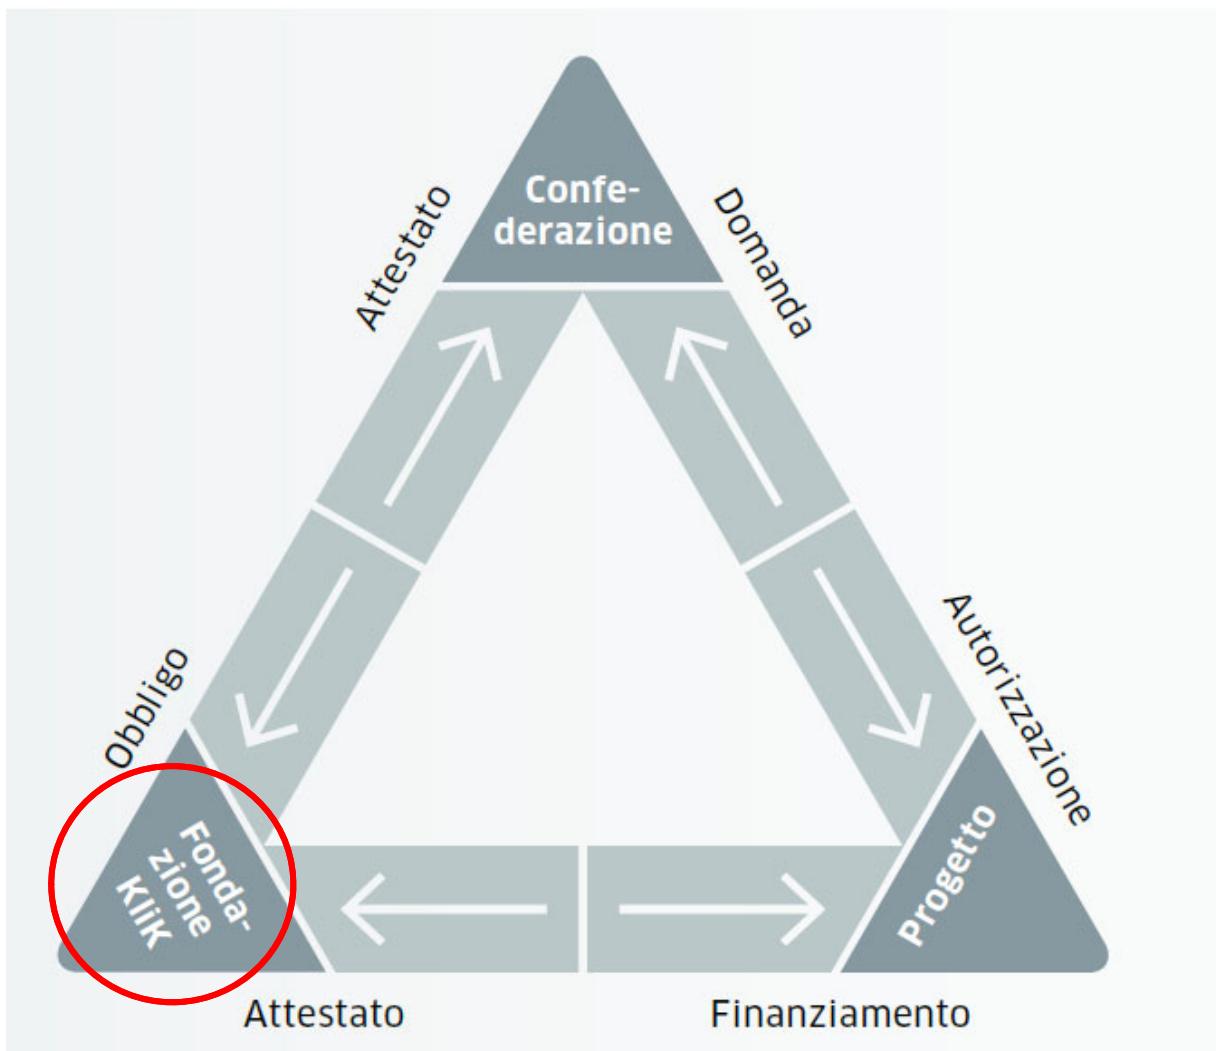 Confe-
derazione
Attestato
Domanda
Obbligo
Autorizzazione
Fonda-
zione
KliK
Progetto
Attestato
Finanziamento